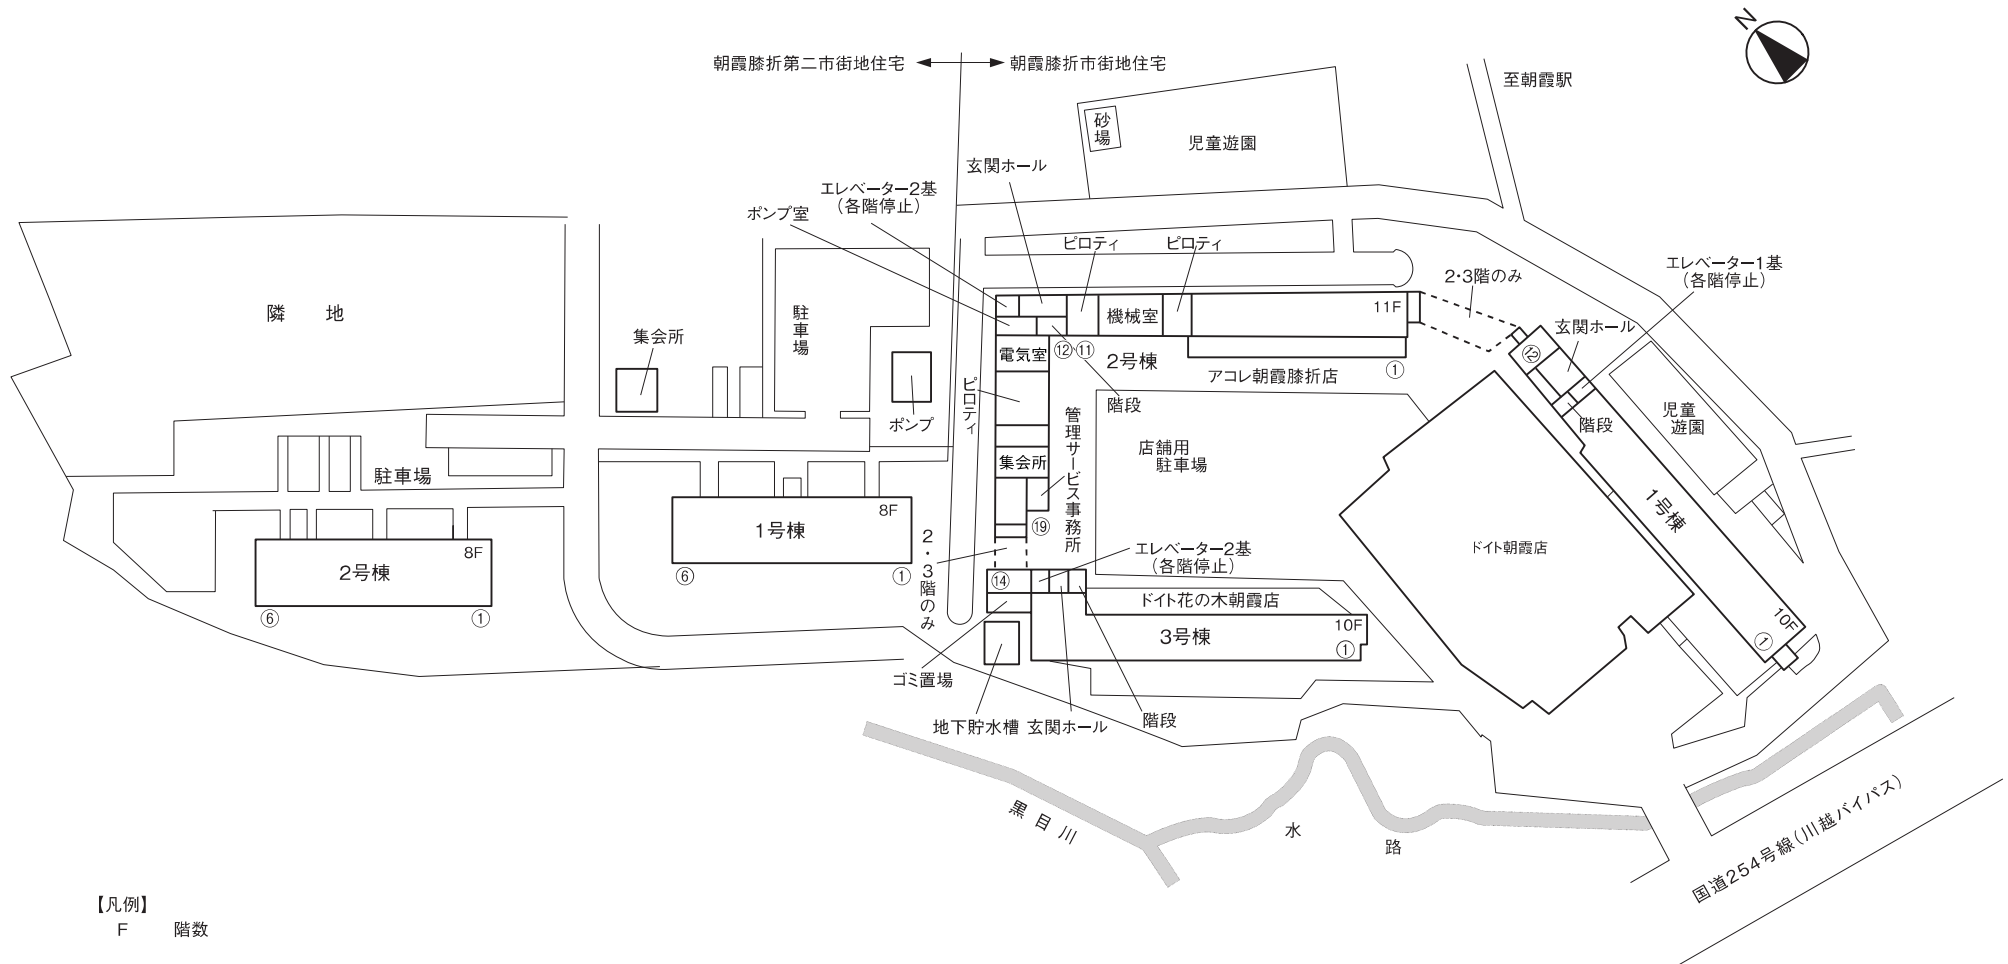 N
朝霞膝折第二市街地住宅
朝霞膝折市街地住宅
至朝霞駅
砂場
児童遊園
玄関ホール
エレベーター2基
（各階停止）
ポンプ室
ピロティ
ピロティ
2・3階のみ
エレベーター1基
（各階停止）
隣　地
集会所
駐車場
機械室
11F
玄関ホール
⑫
電気室
⑫
⑪
2号棟
①
アコレ朝霞膝折店
階段
ピロティ
ポンプ
管理サービス事務所
店舗用
駐車場
階段
児童
遊園
集会所
駐車場
8F
1号棟
⑥
①
8F
2号棟
⑥
①
⑲
1号棟
ドイト朝霞店
2・3階のみ
エレベーター2基
（各階停止）
⑭
ドイト花の木朝霞店
10F
3号棟
①
10F
①
ゴミ置場
地下貯水槽
玄関ホール
階段
黒目川
水路
国道254号線（川越バイパス）
【凡例】
F　階数